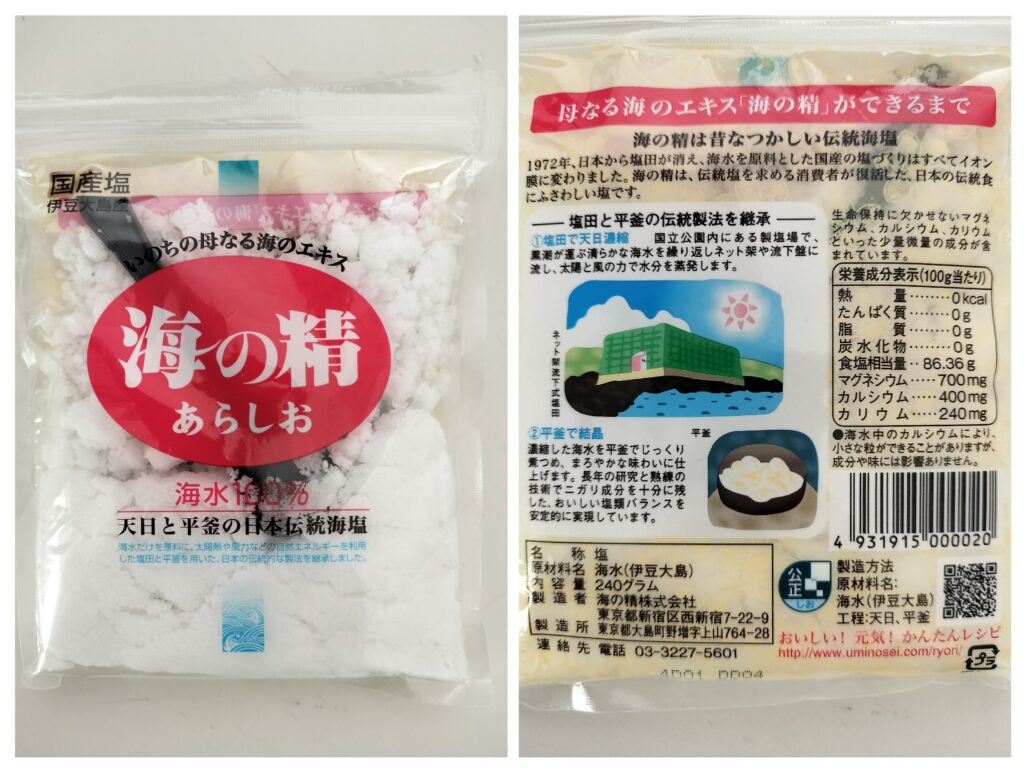 国産塩
伊豆大島産
いのちの母なる海のエキス
海の精
あらしお
海水100%
天日と平釜の日本伝統海塩
海水だけを原料に、太陽熱や風力などの自然エネルギーを利用
した塩田と平釜を用いた、日本の伝統的な製法を継承しました。
母なる海のエキス「海の精」ができるまで
海の精は昔なつかしい伝統海塩
1972年、日本から塩田が消え、海水を原料とした国産の塩づくりはすべてイオン
膜に変わりました。海の精は、伝統塩を求める消費者が復活した、日本の伝統食
にふさわしい塩です。
塩田と平釜の伝統製法を継承
①塩田で天日濃縮 国立公園内にある製塩場で、
黒潮が運ぶ清らかな海水を繰り返しネット架や流下盤に
流し、太陽と風の力で水分を蒸発します。
ネット架流下式塩田
②平釜で結晶
濃縮した海水を平釜でじっくり
煮つめ、まろやかな味わいに仕
上げます。長年の研究と熟練の
技術でニガリ成分を十分に残
した、おいしい塩類バランスを
安定的に実現しています。
平釜
生命保持に欠かせないマグネ
シウム、カルシウム、カリウム
といった少量微量の成分が含
まれています。
栄養成分表示(100g当たり)
熱量········0kcal
たんぱく質········0g
脂質········0g
炭水化物········0g
食塩相当量··86.36g
マグネシウム·····700mg
カルシウム·····400mg
カリウム·····240mg
●海水中のカルシウムにより、
小さな粒ができることがありますが、
成分や味には影響ありません。
4 931915 000020
名称 塩
原材料名 海水(伊豆大島)
内容量 240グラム
製造者 海の精株式会社
東京都新宿区西新宿7-22-9
製造所 東京都大島町野増字上山764-28
連絡先 電話 03-3227-5601
公正
しお
製造方法
原材料名:
海水(伊豆大島)
工程:天日、平釜
おいしい!元気!かんたんレシピ
http://www.uminosei.com/ryori/
プラ